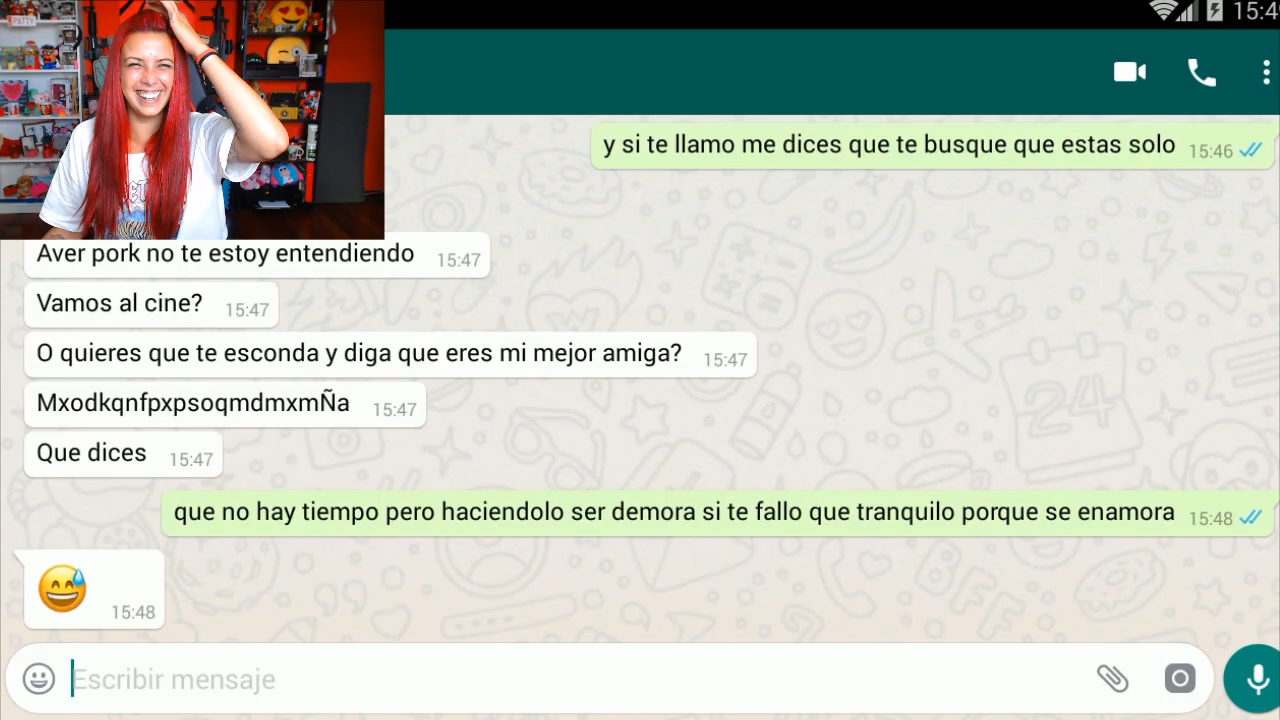 15:4
y si te llamo me dices que te busque que estas solo 15:46
Aver pork no te estoy entendiendo 15:47
Vamos al cine? 15:47
O quieres que te esconda y diga que eres mi mejor amiga? 15:47
MxodkqnfpxpsoqmdmxmÑa 15:47
Que dices 15:47
que no hay tiempo pero haciendolo ser demora si te fallo que tranquilo porque se enamora 15:48
15:48
Escribir mensaje